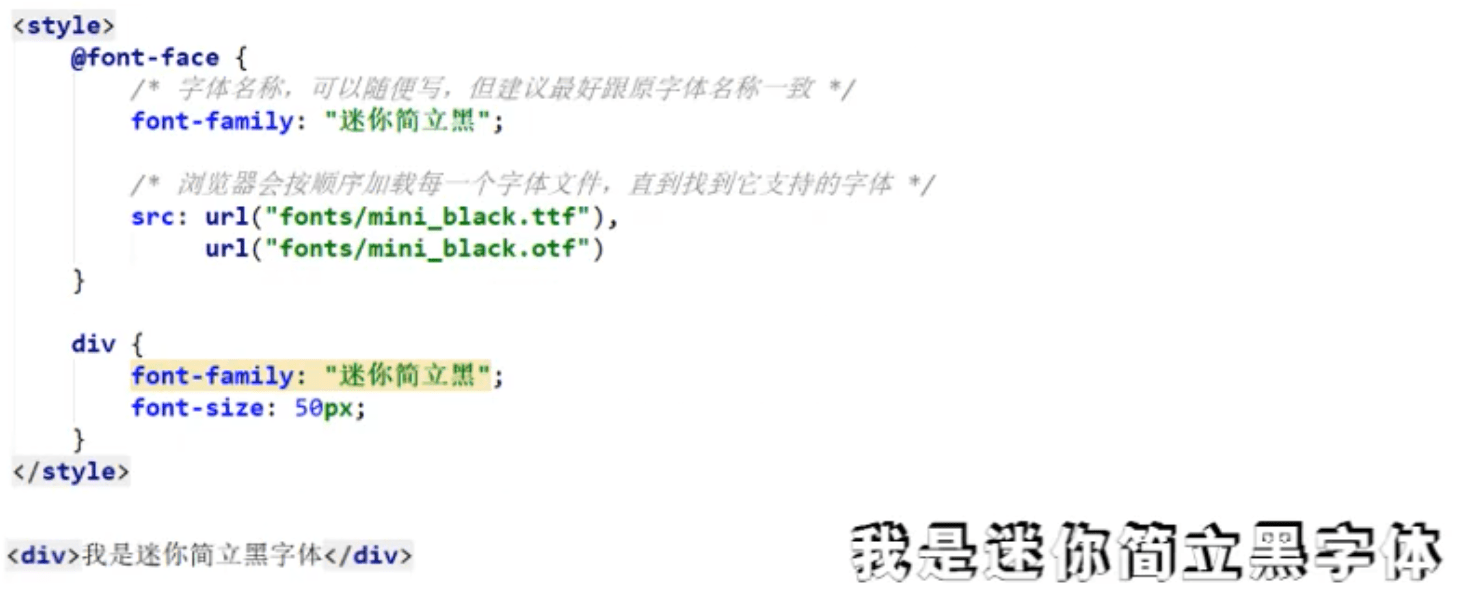 <style>
@font-face {
/* 字体名称，可以随便写，但建议最好跟原字体名称一致 */
font-family: "迷你简立黑";
/* 浏览器会按顺序加载每一个字体文件，直到找到它支持的字体 */
src: url("fonts/mini_black.ttf"),
url("fonts/mini_black.otf")
}
div {
font-family: "迷你简立黑";
font-size: 50px;
}
</style>
<div>我是迷你简立黑字体</div>
我是迷你简立黑字体